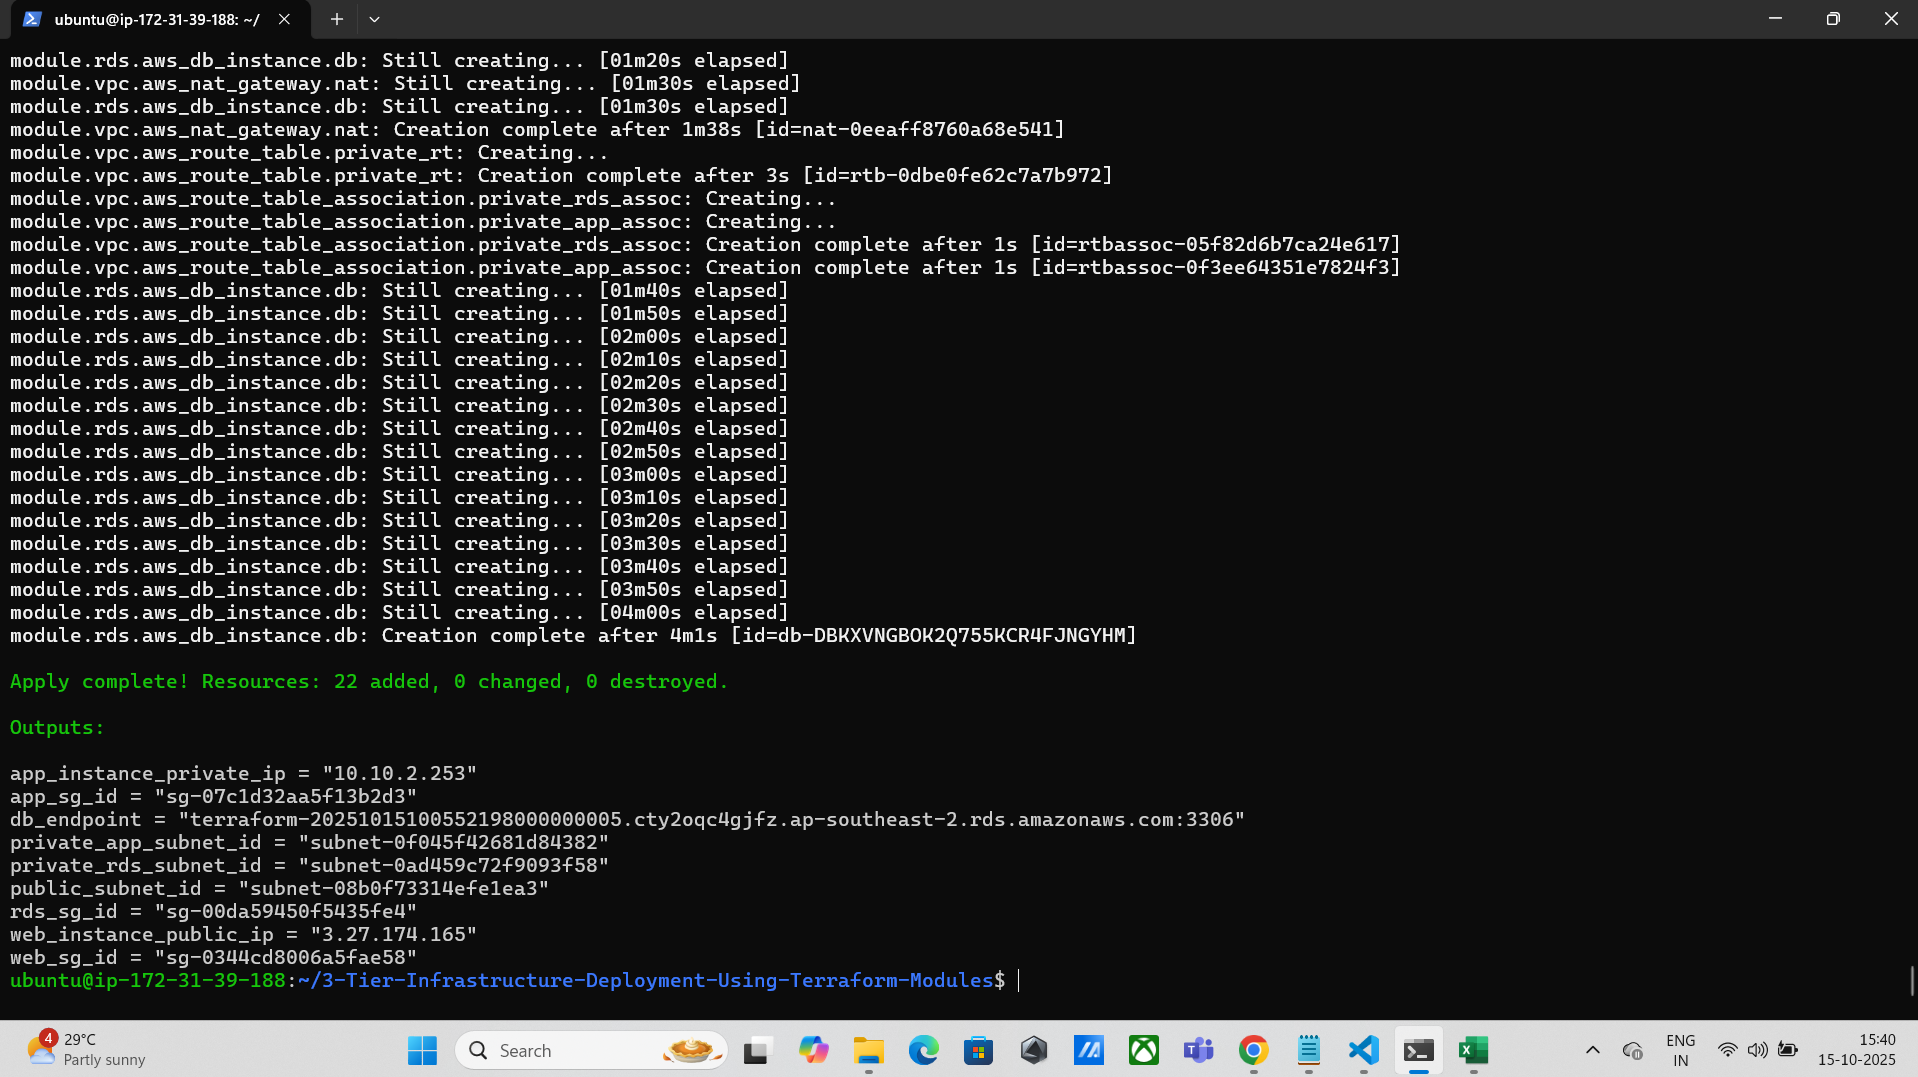 ubuntu@ip-172-31-39-188: ~/
module.rds.aws_db_instance.db: Still creating... [01m20s elapsed]
module.vpc.aws_nat_gateway.nat: Still creating... [01m30s elapsed]
module.rds.aws_db_instance.db: Still creating... [01m30s elapsed]
module.vpc.aws_nat_gateway.nat: Creation complete after 1m38s [id=nat-0eeaff8760a68e541]
module.vpc.aws_route_table.private_rt: Creating...
module.vpc.aws_route_table.private_rt: Creation complete after 3s [id=rtb-0dbe0fe62c7a7b972]
module.vpc.aws_route_table_association.private_rds_assoc: Creating...
module.vpc.aws_route_table_association.private_app_assoc: Creating...
module.vpc.aws_route_table_association.private_rds_assoc: Creation complete after 1s [id=rtbassoc-05f82d6b7ca24e617]
module.vpc.aws_route_table_association.private_app_assoc: Creation complete after 1s [id=rtbassoc-0f3ee64351e7824f3]
module.rds.aws_db_instance.db: Still creating... [01m40s elapsed]
module.rds.aws_db_instance.db: Still creating... [01m50s elapsed]
module.rds.aws_db_instance.db: Still creating... [02m00s elapsed]
module.rds.aws_db_instance.db: Still creating... [02m10s elapsed]
module.rds.aws_db_instance.db: Still creating... [02m20s elapsed]
module.rds.aws_db_instance.db: Still creating... [02m30s elapsed]
module.rds.aws_db_instance.db: Still creating... [02m40s elapsed]
module.rds.aws_db_instance.db: Still creating... [02m50s elapsed]
module.rds.aws_db_instance.db: Still creating... [03m00s elapsed]
module.rds.aws_db_instance.db: Still creating... [03m10s elapsed]
module.rds.aws_db_instance.db: Still creating... [03m20s elapsed]
module.rds.aws_db_instance.db: Still creating... [03m30s elapsed]
module.rds.aws_db_instance.db: Still creating... [03m40s elapsed]
module.rds.aws_db_instance.db: Still creating... [03m50s elapsed]
module.rds.aws_db_instance.db: Still creating... [04m00s elapsed]
module.rds.aws_db_instance.db: Creation complete after 4m1s [id=db-DBKXVNGBOK2Q755KCR4FJNGYHM]
Apply complete! Resources: 22 added, 0 changed, 0 destroyed.
Outputs:
app_instance_private_ip = "10.10.2.253"
app_sg_id = "sg-07c1d32aa5f13b2d3"
db_endpoint = "terraform-20251015100552198000000005.cty2oqc4gjfz.ap-southeast-2.rds.amazonaws.com:3306"
private_app_subnet_id = "subnet-0f045f42681d84382"
private_rds_subnet_id = "subnet-0ad459c72f9093f58"
public_subnet_id = "subnet-08b0f73314efe1ea3"
rds_sg_id = "sg-00da59450f5435fe4"
web_instance_public_ip = "3.27.174.165"
web_sg_id = "sg-0344cd8006a5fae58"
ubuntu@ip-172-31-39-188:~/3-Tier-Infrastructure-Deployment-Using-Terraform-Modules$
4
29°C
Partly sunny
Search
ENG
IN
15:40
15-10-2025